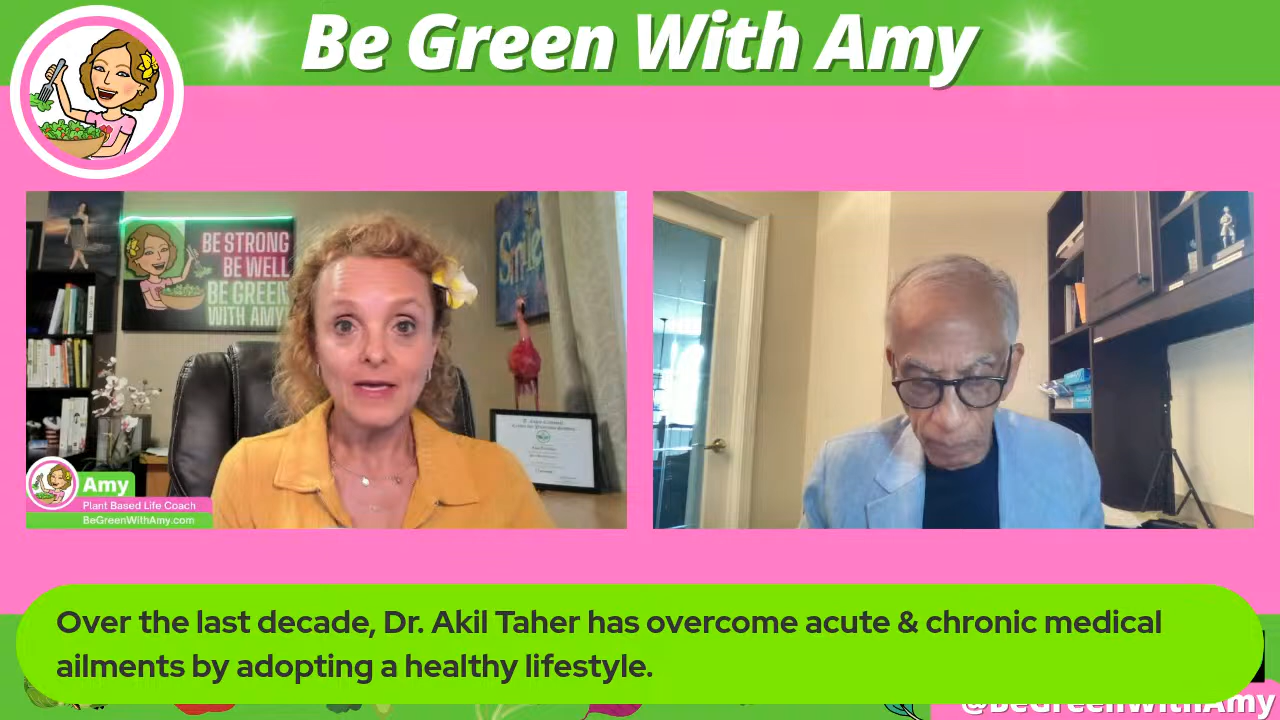 Be Green With Amy
BE STRONG
BE WELL
BE GREEN
WITH AMY!
Smile
Amy
Plant Based Life Coach
BeGreenWithAmy.com
Over the last decade, Dr. Akil Taher has overcome acute & chronic medical
ailments by adopting a healthy lifestyle.
@BeGreenWithAmy